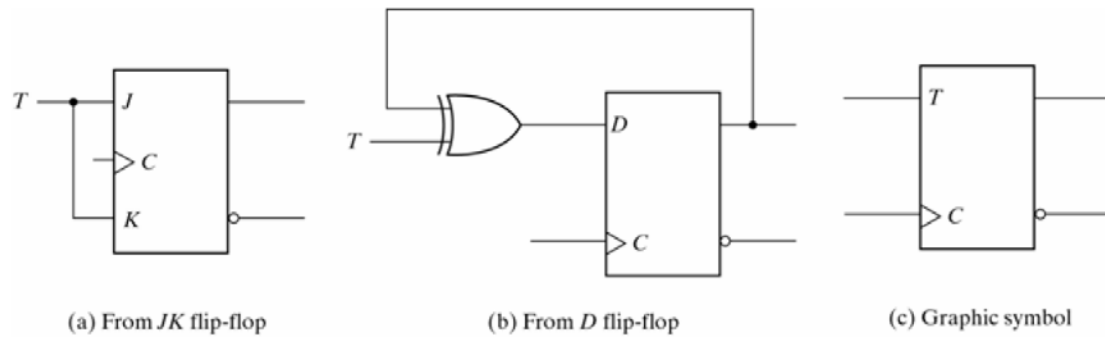 T
J
C
K
T
D
C
T
C
(a) From JK flip-flop
(b) From D flip-flop
(c) Graphic symbol